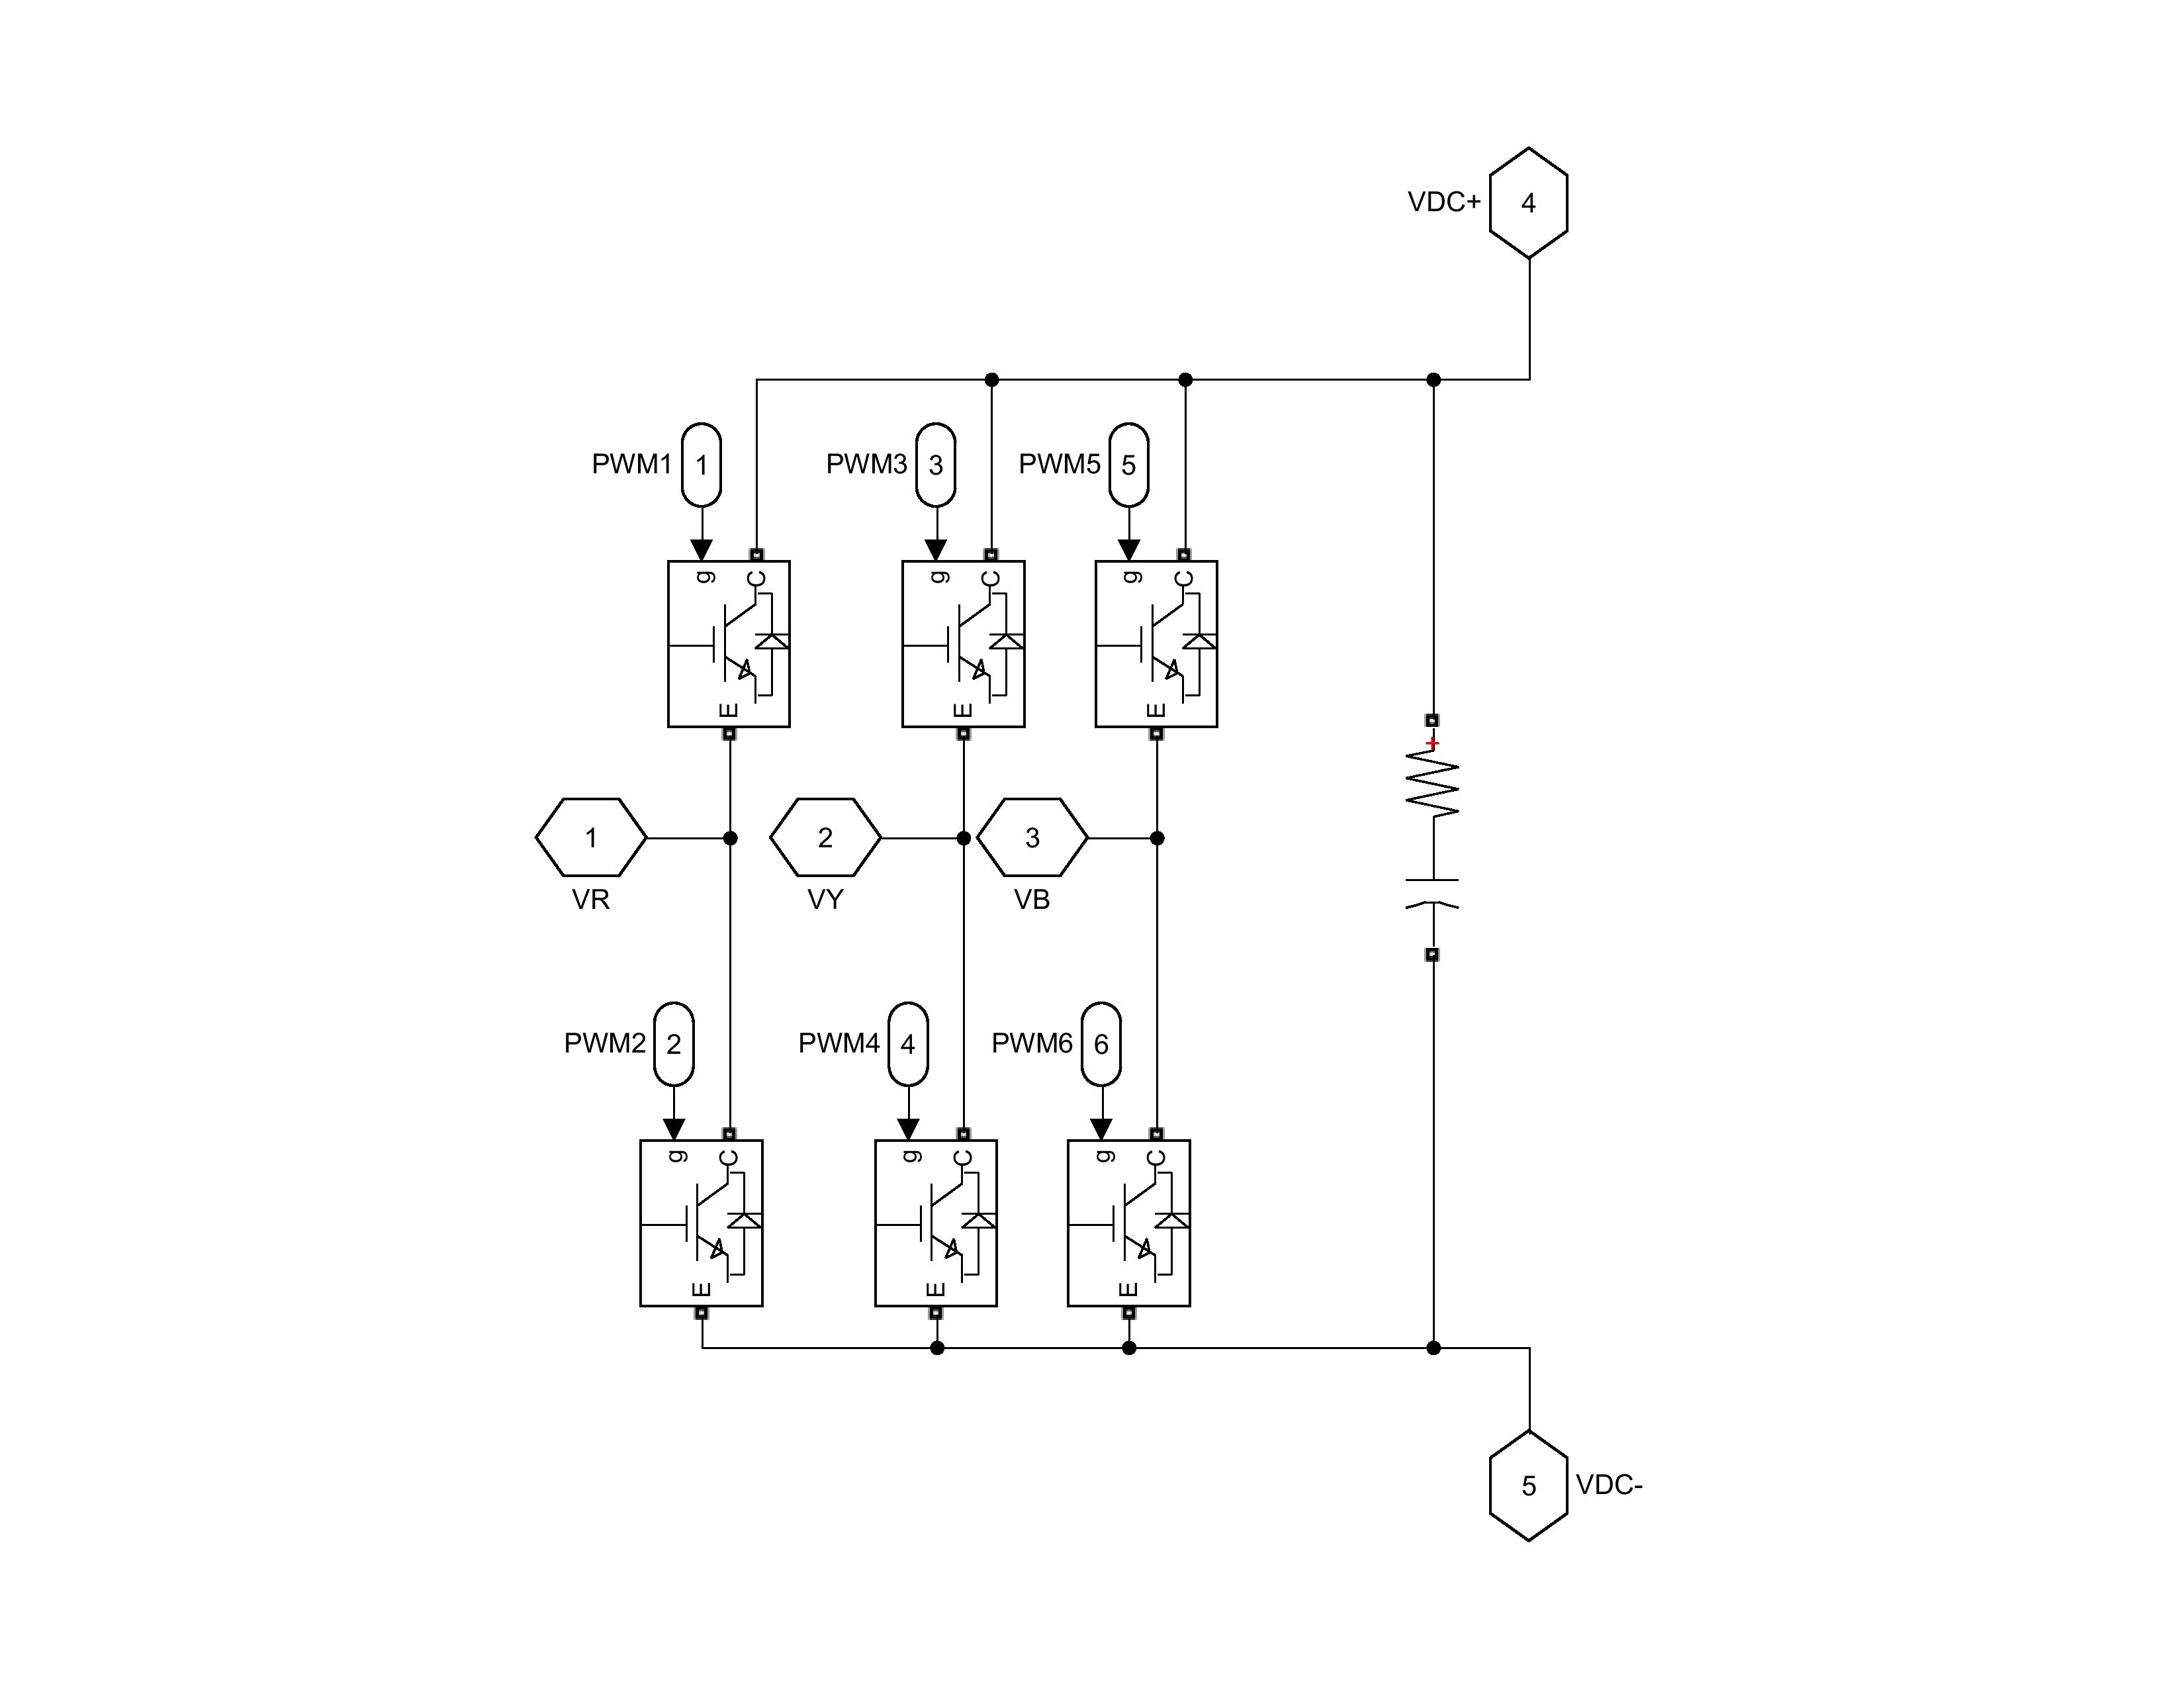 VDC+ 4
PWM1 1 PWM3 3 PWM5 5
g C g C g C
E E E
1 2 3
VR VY VB
+
PWM2 2 PWM4 4 PWM6 6
g C g C g C
E E E
5 VDC-